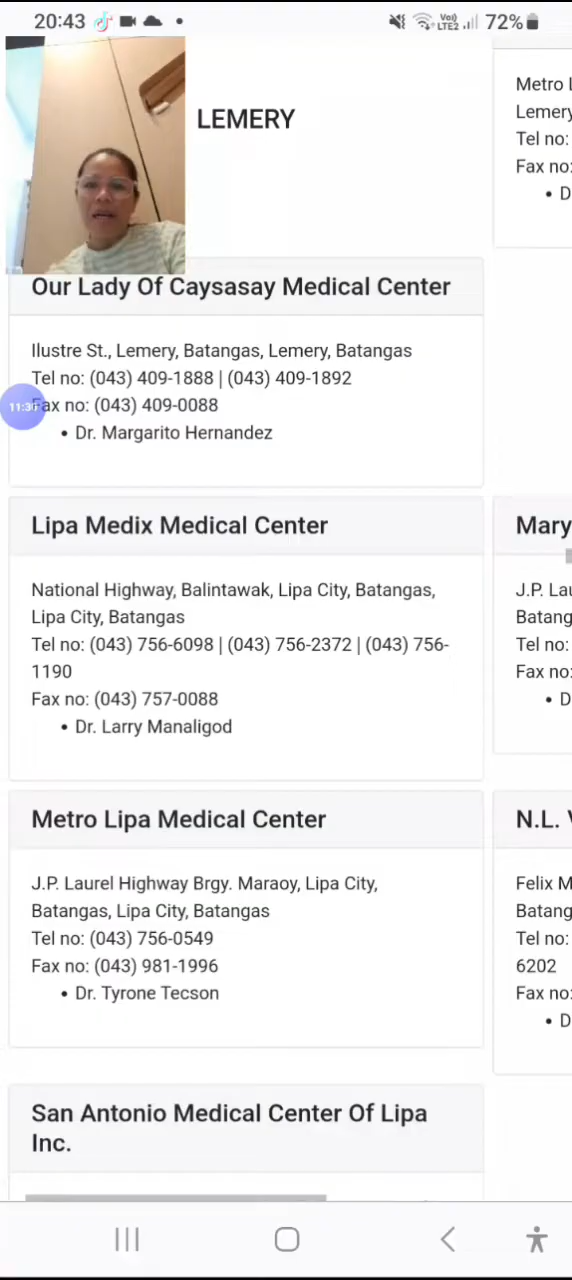 20:43
Vo)) 72%
LTE2
LEMERY
Metro
Lemery
Tel no:
Fax no:
• D
Our Lady Of Caysasay Medical Center
Ilustre St., Lemery, Batangas, Lemery, Batangas
Tel no: (043) 409-1888 | (043) 409-1892
Fax no: (043) 409-0088
• Dr. Margarito Hernandez
Lipa Medix Medical Center
National Highway, Balintawak, Lipa City, Batangas,
Lipa City, Batangas
Tel no: (043) 756-6098 | (043) 756-2372 | (043) 756-
1190
Fax no: (043) 757-0088
• Dr. Larry Manaligod
Mary
J.P. Lau
Batang
Tel no:
Fax no:
• D
Metro Lipa Medical Center
J.P. Laurel Highway Brgy. Maraoy, Lipa City,
Batangas, Lipa City, Batangas
Tel no: (043) 756-0549
Fax no: (043) 981-1996
• Dr. Tyrone Tecson
N.L.
Felix M
Batang
Tel no:
6202
Fax no:
• D
San Antonio Medical Center Of Lipa
Inc.